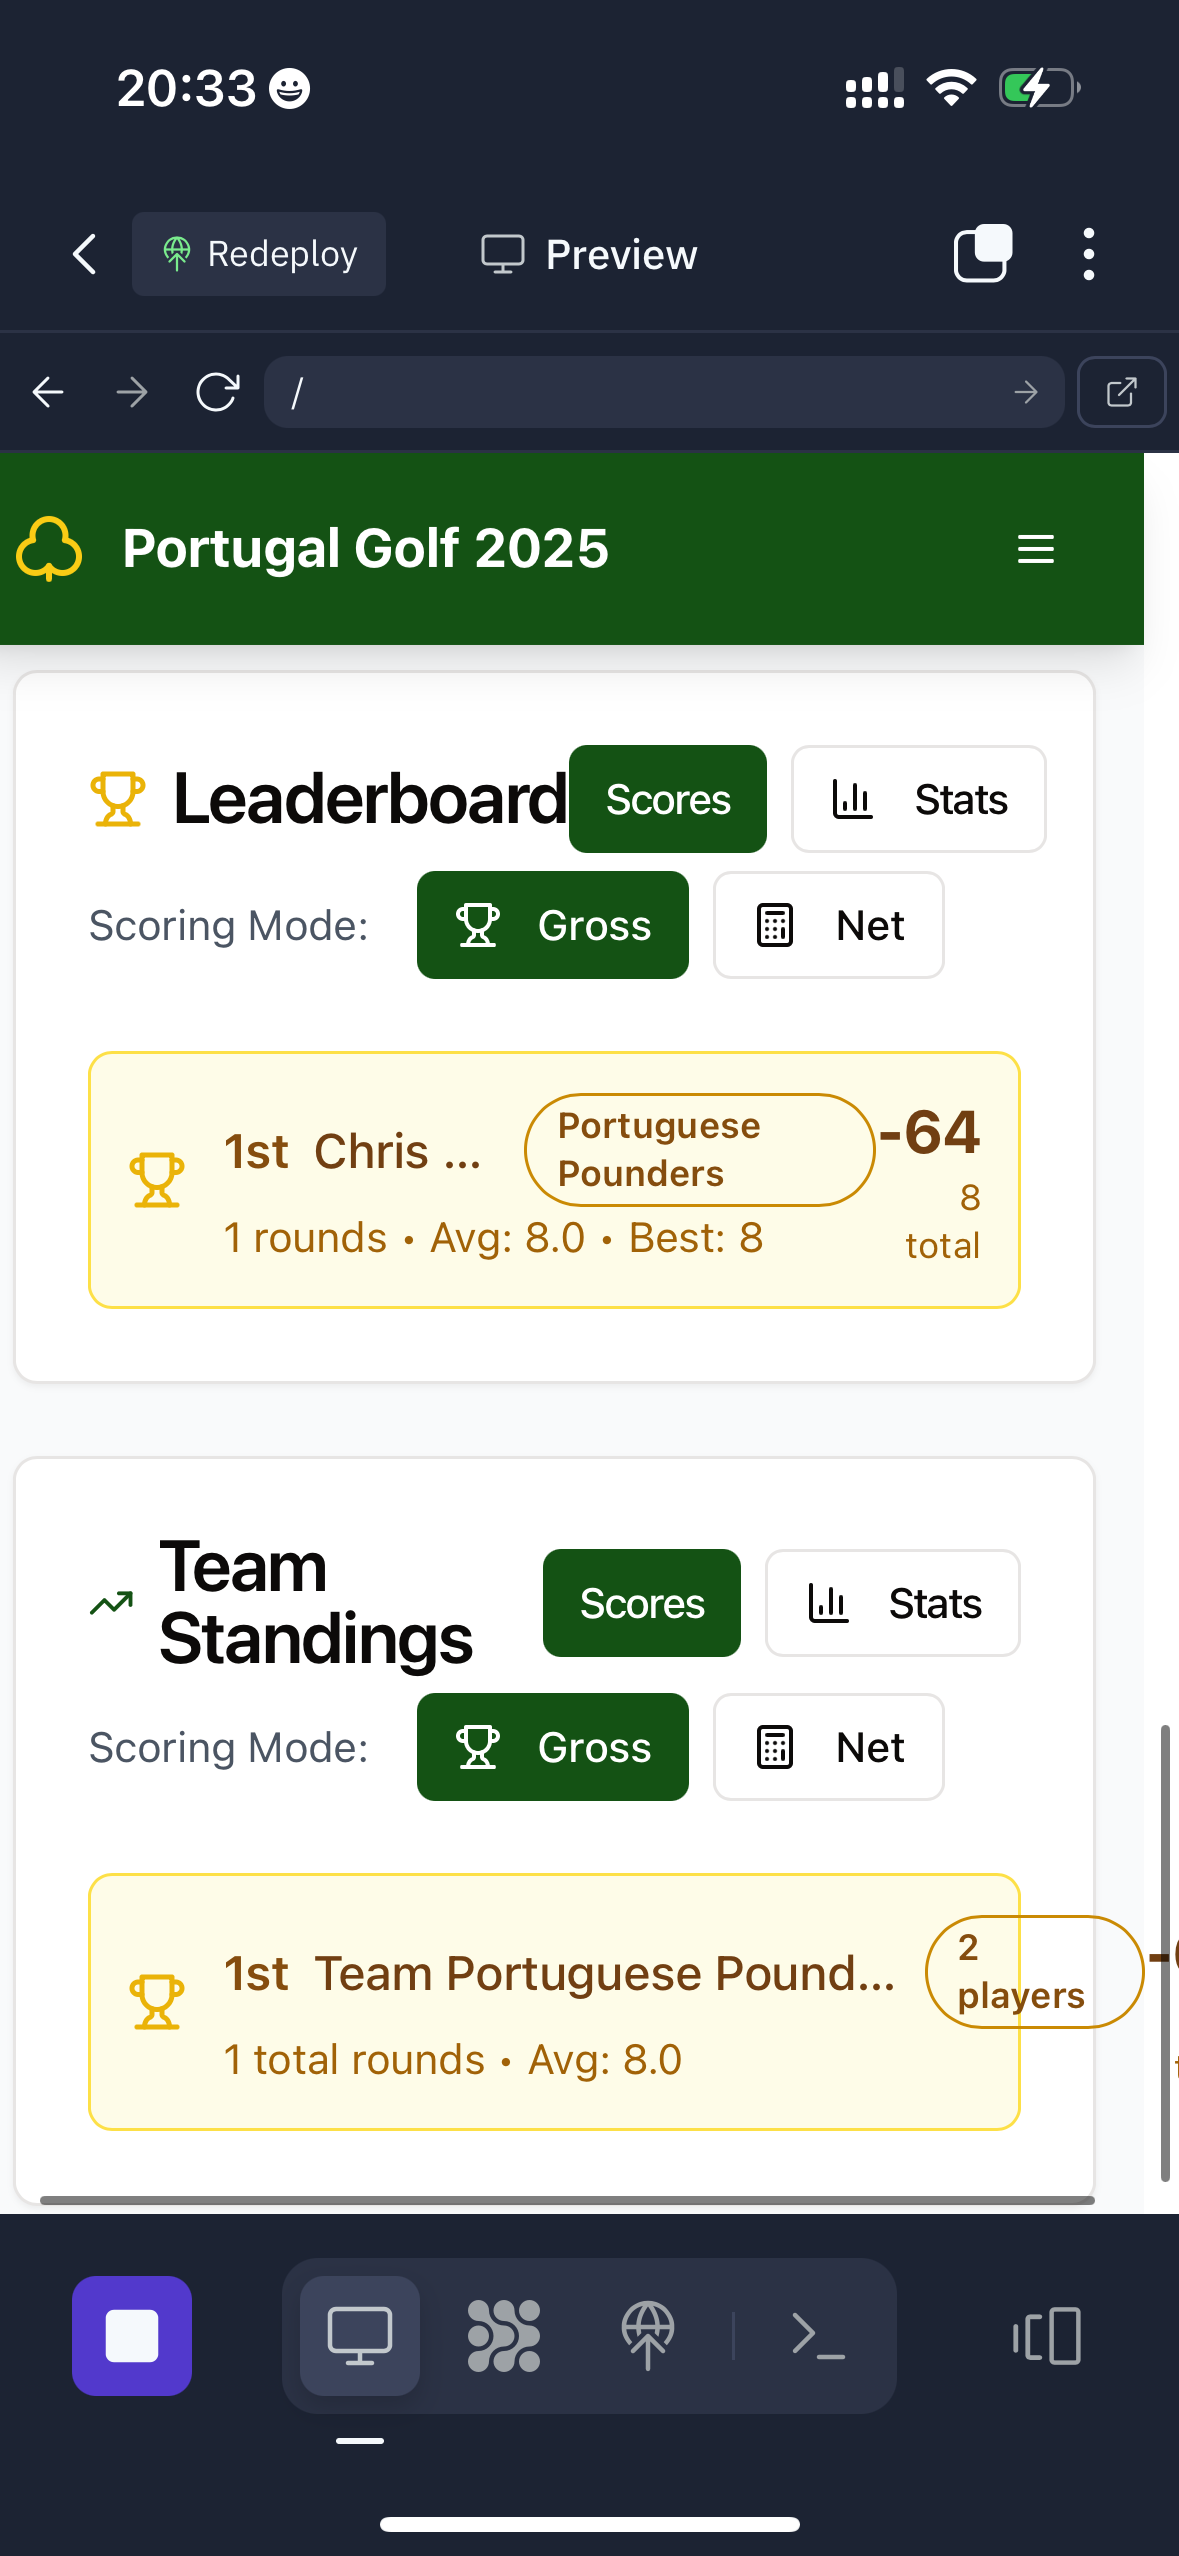 20:33
Redeploy
Preview
/
Portugal Golf 2025
Leaderboard
Scores
Stats
Scoring Mode:
Gross
Net
1st Chris ...
Portuguese
Pounders
-64
1 rounds • Avg: 8.0 • Best: 8
8
total
Team
Standings
Scores
Stats
Scoring Mode:
Gross
Net
1st Team Portuguese Pound...
2
players
1 total rounds • Avg: 8.0